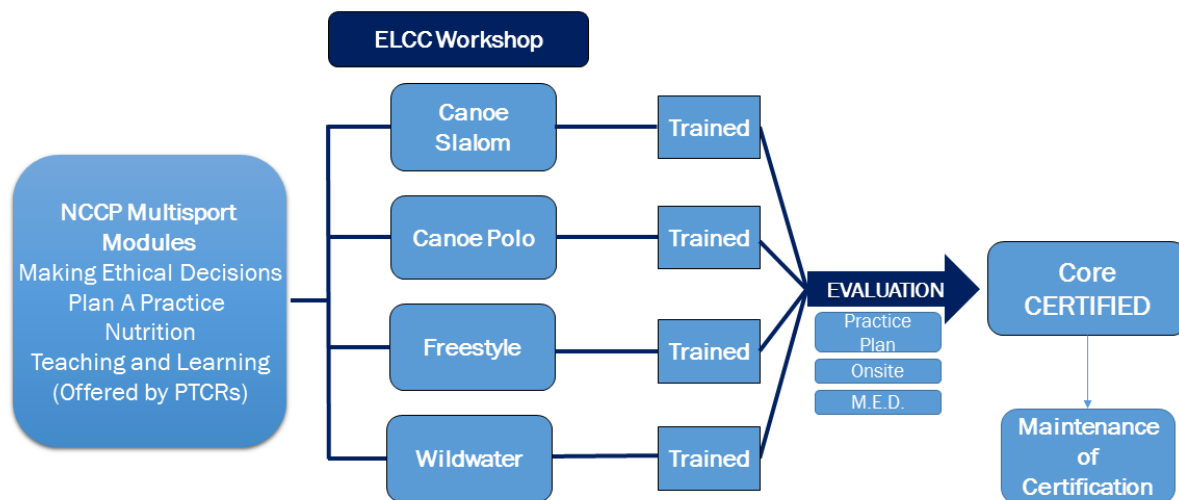 ELCC Workshop
NCCP Multisport
Modules
Making Ethical Decisions
Plan A Practice
Nutrition
Teaching and Learning
(Offered by PTCRs)
Canoe
Slalom
Trained
Canoe Polo
Trained
Freestyle
Trained
Wildwater
Trained
EVALUATION
Practice
Plan
Onsite
M.E.D.
Core
CERTIFIED
Maintenance
of
Certification